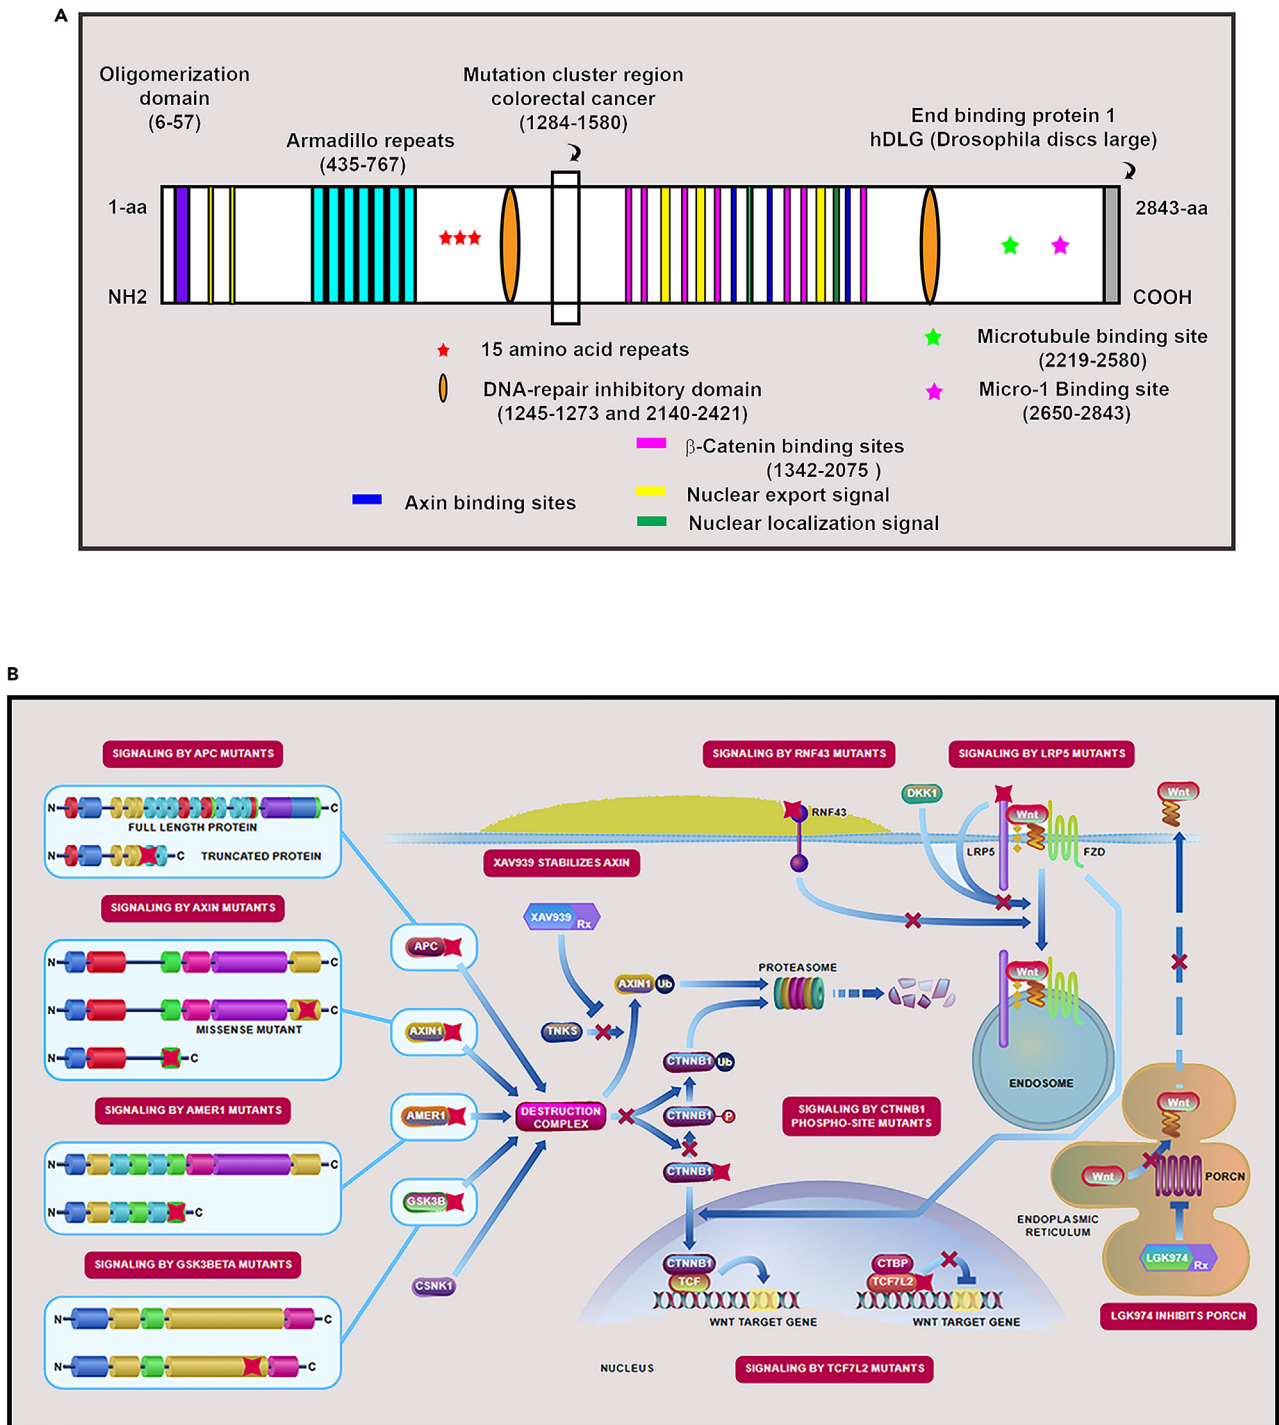 A
Oligomerization
domain
(6-57)
Mutation cluster region
colorectal cancer
(1284-1580)
Armadillo repeats
(435-767)
End binding protein 1
hDLG (Drosophila discs large)
1-aa
2843-aa
NH2
COOH
15 amino acid repeats
DNA-repair inhibitory domain
(1245-1273 and 2140-2421)
Microtubule binding site
(2219-2580)
Micro-1 Binding site
(2650-2843)
β-Catenin binding sites
(1342-2075 )
Axin binding sites
Nuclear export signal
Nuclear localization signal
B
SIGNALING BY APC MUTANTS
N C
FULL LENGTH PROTEIN
N C TRUNCATED PROTEIN
SIGNALING BY AXIN MUTANTS
N C
N C
MISSENSE MUTANT
N C
SIGNALING BY AMER1 MUTANTS
N C
N C
SIGNALING BY GSK3BETA MUTANTS
N C
N C
APC
AXIN1
AMER1
GSK3B
CSNK1
DESTRUCTION
COMPLEX
XAV939 STABILIZES AXIN
XAV939
Rx
TNKS
AXIN1 Ub
PROTEASOME
CTNNB1 Ub
CTNNB1 P
CTNNB1
SIGNALING BY CTNNB1
PHOSPHO-SITE MUTANTS
SIGNALING BY RNF43 MUTANTS
RNF43
SIGNALING BY LRP5 MUTANTS
DKK1
Wnt
LRP5
FZD
Wnt
ENDOSOME
Wnt
Wnt
Wnt
PORCN
ENDOPLASMIC
RETICULUM
LGK974
Rx
LGK974 INHIBITS PORCN
CTNNB1
TCF
WNT TARGET GENE
CTBP
TCF7L2
WNT TARGET GENE
NUCLEUS
SIGNALING BY TCF7L2 MUTANTS